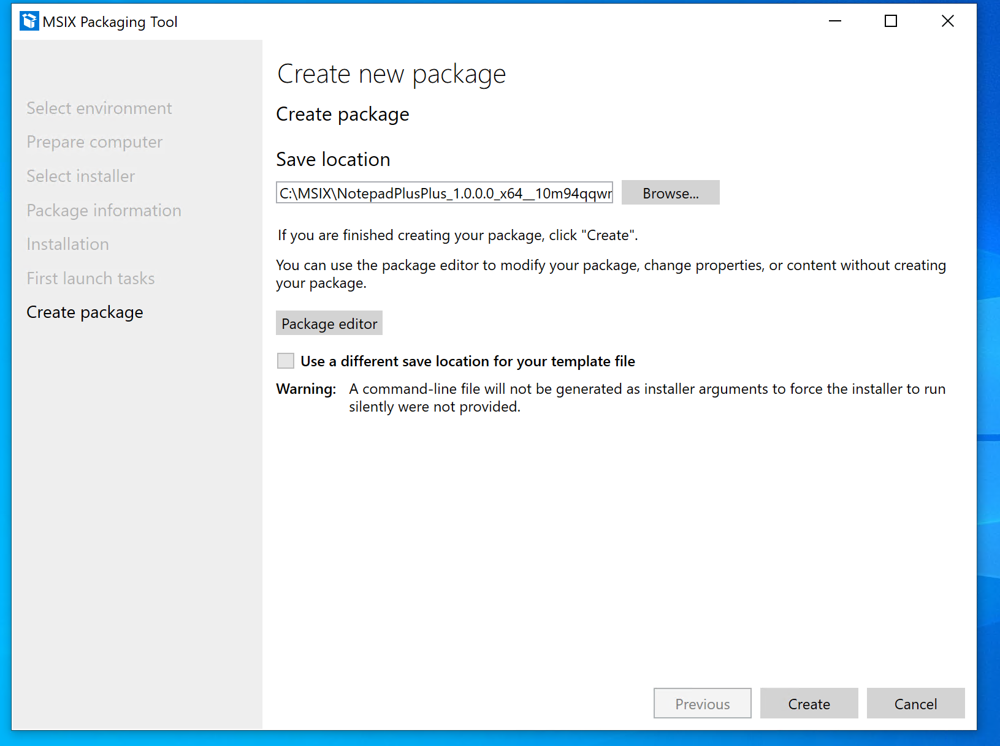 MSIX Packaging Tool
Select environment
Prepare computer
Select installer
Package information
Installation
First launch tasks
Create package
Create new package
Create package
Save location
C:\MSIX\NotepadPlusPlus_1.0.0.0_x64__10m94qqwr
Browse...
If you are finished creating your package, click "Create".
You can use the package editor to modify your package, change properties, or content without creating
your package.
Package editor
Use a different save location for your template file
Warning: A command-line file will not be generated as installer arguments to force the installer to run
silently were not provided.
Previous
Create
Cancel